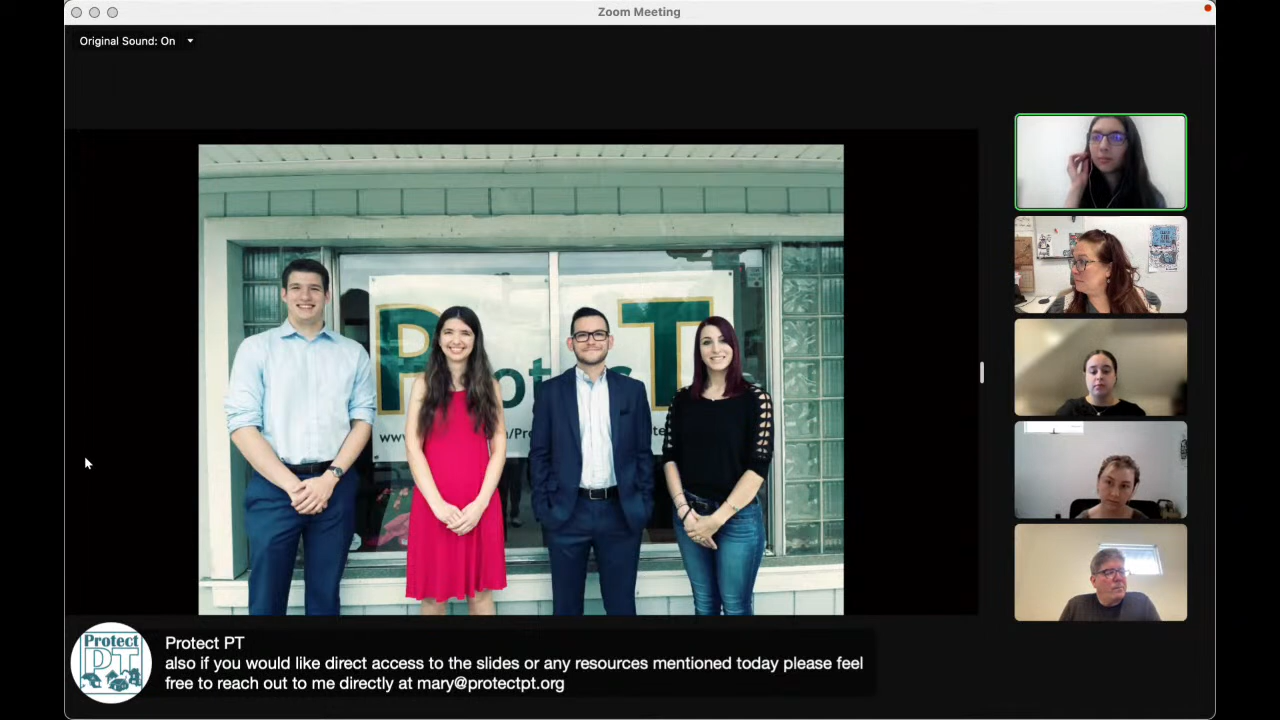 Zoom Meeting
Original Sound: On
P T
Protect PT
also if you would like direct access to the slides or any resources mentioned today please feel
free to reach out to me directly at mary@protectpt.org
Protect
PT